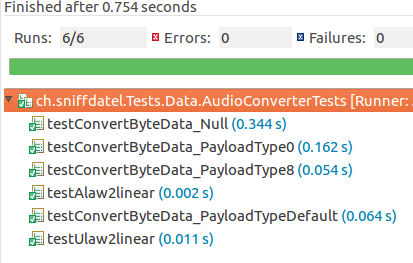 Finished after 0.754 seconds
Runs: 6/6 Errors: 0 Failures: 0
ch.sniffdatel.Tests.Data.AudioConverterTests [Runner:
testConvertByteData_Null (0.344 s)
testConvertByteData_PayloadType0 (0.162 s)
testConvertByteData_PayloadType8 (0.054 s)
testAlaw2linear (0.002 s)
testConvertByteData_PayloadTypeDefault (0.064 s)
testUlaw2linear (0.011 s)